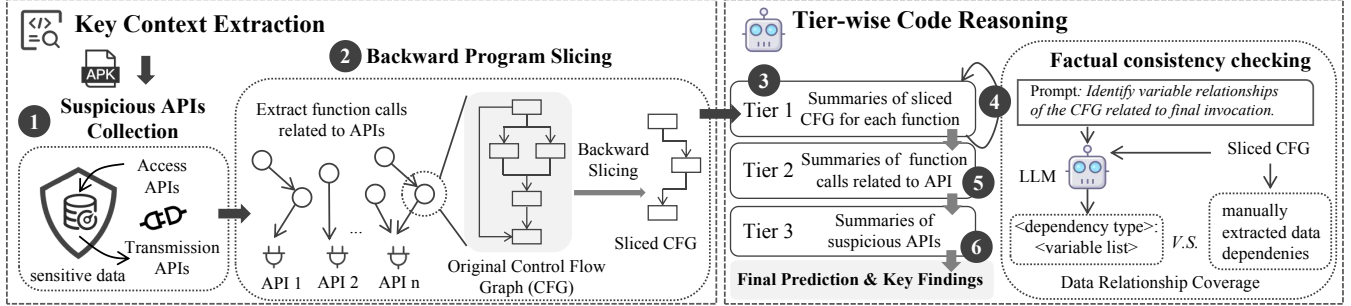 Key Context Extraction
APK
1
Suspicious APIs
Collection
Access
APIs
Transmission
APIs
sensitive data
2 Backward Program Slicing
Extract function calls
related to APIs
...
API 1
API 2
API n
Original Control Flow
Graph (CFG)
Backward
Slicing
Sliced CFG
Tier-wise Code Reasoning
3
Tier 1
Summaries of sliced
CFG for each function
4
Tier 2
Summaries of function
calls related to API
5
Tier 3
Summaries of
suspicious APIs
6
Final Prediction & Key Findings
Factual consistency checking
Prompt: Identify variable relationships
of the CFG related to final invocation.
LLM
Sliced CFG
<dependency type>:
<variable list>
V.S.
manually
extracted data
dependenies
Data Relationship Coverage